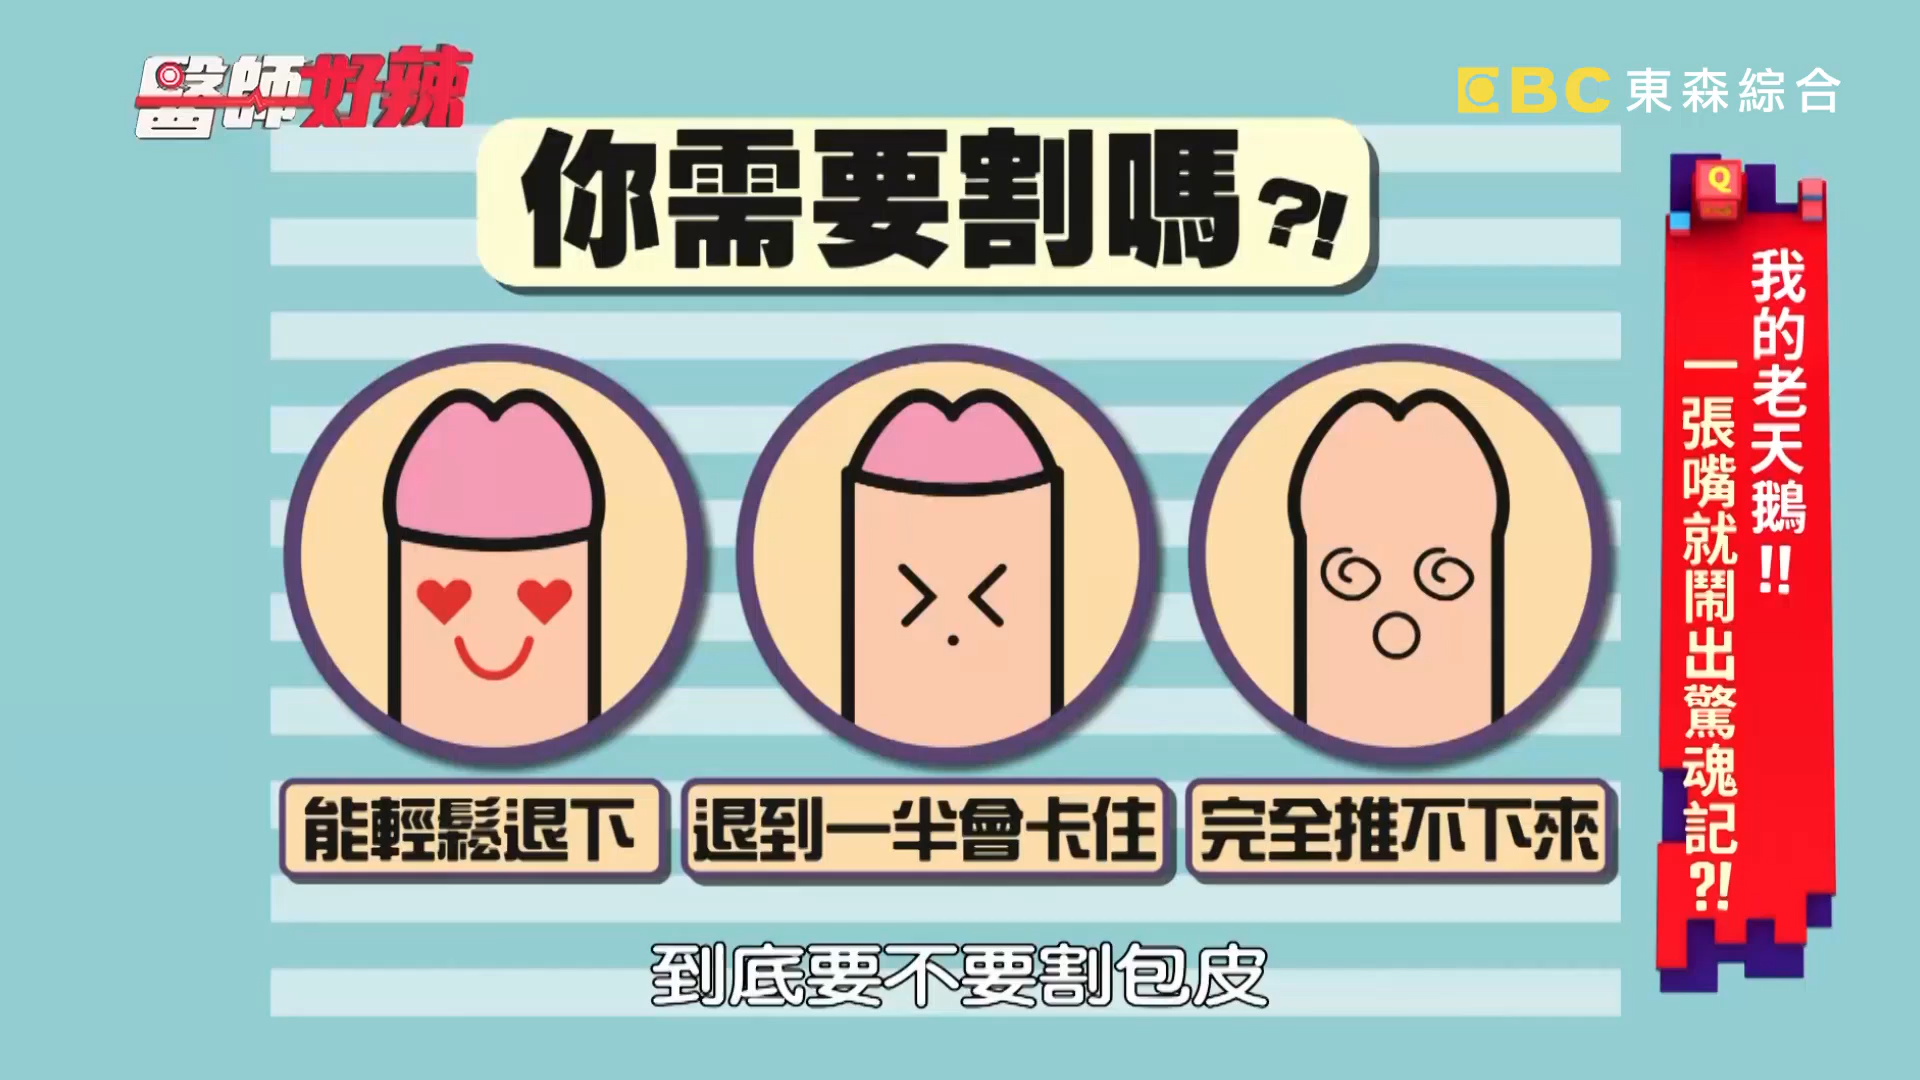 醫師好辣
EBC 東森綜合
你需要割嗎?!
Q
我的老天鵝!!
一張嘴就鬧出驚魂記?!
能輕鬆退下
退到一半會卡住
完全推不下來
到底要不要割包皮